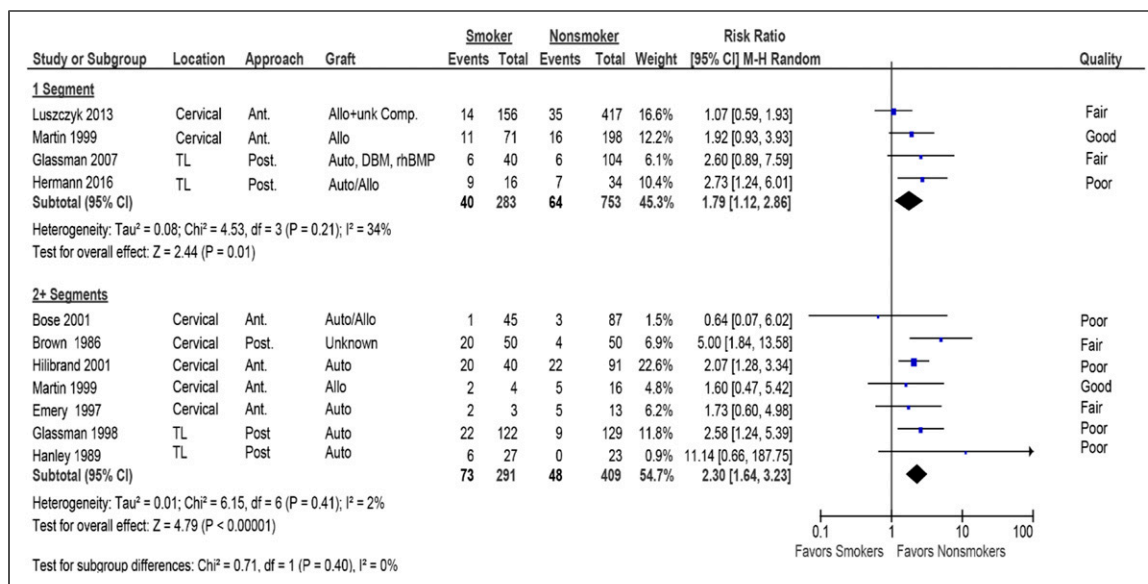 Smoker Nonsmoker Risk Ratio
Study or Subgroup Location Approach Graft Events Total Events Total Weight [95% CI] M-H Random Quality
1 Segment
Luszczyk 2013 Cervical Ant. Allo+unk Comp. 14 156 35 417 16.6% 1.07 [0.59, 1.93] Fair
Martin 1999 Cervical Ant. Allo 11 71 16 198 12.2% 1.92 [0.93, 3.93] Good
Glassman 2007 TL Post. Auto, DBM, rhBMP 6 40 6 104 6.1% 2.60 [0.89, 7.59] Fair
Hermann 2016 TL Post. Auto/Allo 9 16 7 34 10.4% 2.73 [1.24, 6.01] Poor
Subtotal (95% CI) 40 283 64 753 45.3% 1.79 [1.12, 2.86]
Heterogeneity: Tau² = 0.08; Chi² = 4.53, df = 3 (P = 0.21); I² = 34%
Test for overall effect: Z = 2.44 (P = 0.01)
2+ Segments
Bose 2001 Cervical Ant. Auto/Allo 1 45 3 87 1.5% 0.64 [0.07, 6.02] Poor
Brown 1986 Cervical Post. Unknown 20 50 4 50 6.9% 5.00 [1.84, 13.58] Fair
Hilibrand 2001 Cervical Ant. Auto 20 40 22 91 22.6% 2.07 [1.28, 3.34] Poor
Martin 1999 Cervical Ant. Allo 2 4 5 16 4.8% 1.60 [0.47, 5.42] Good
Emery 1997 Cervical Ant. Auto 2 3 5 13 6.2% 1.73 [0.60, 4.98] Fair
Glassman 1998 TL Post Auto 22 122 9 129 11.8% 2.58 [1.24, 5.39] Poor
Hanley 1989 TL Post Auto 6 27 0 23 0.9% 11.14 [0.66, 187.75] Poor
Subtotal (95% CI) 73 291 48 409 54.7% 2.30 [1.64, 3.23]
Heterogeneity: Tau² = 0.01; Chi² = 6.15, df = 6 (P = 0.41); I² = 2%
Test for overall effect: Z = 4.79 (P < 0.00001)
0.1 1 10 100
Favors Smokers Favors Nonsmokers
Test for subgroup differences: Chi² = 0.71, df = 1 (P = 0.40), I² = 0%